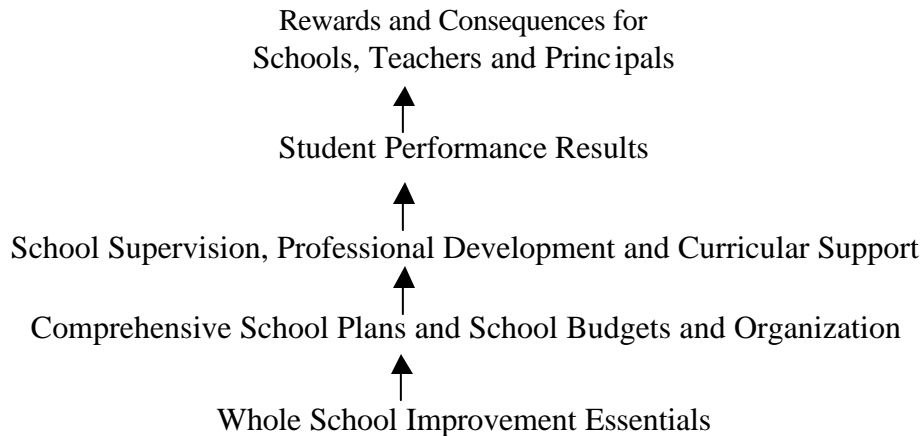 Rewards and Consequences for
Schools, Teachers and Principals
Student Performance Results
School Supervision, Professional Development and Curricular Support
Comprehensive School Plans and School Budgets and Organization
Whole School Improvement Essentials